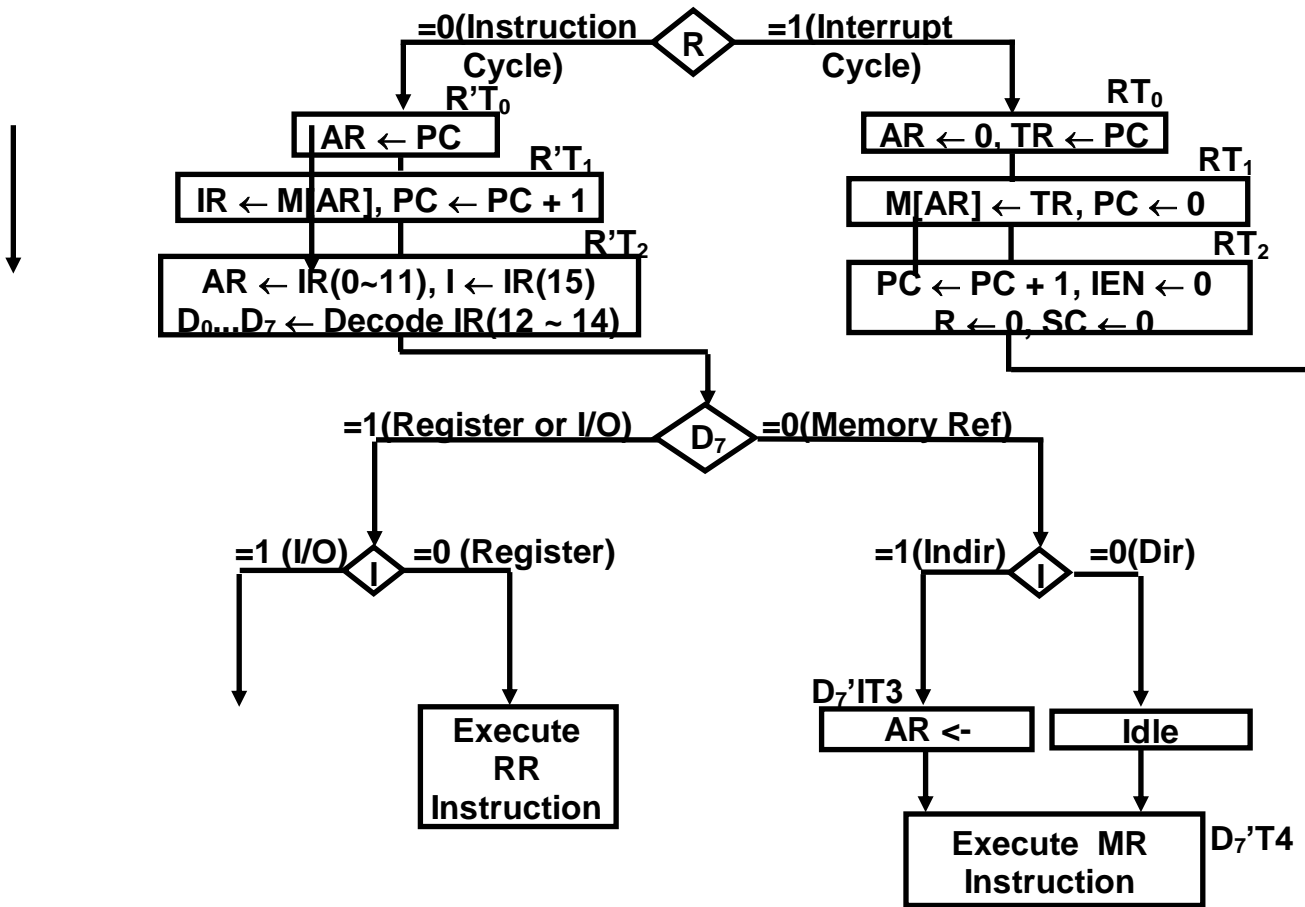 =0(Instruction Cycle)
R
=1(Interrupt Cycle)
R’T0
AR ← PC
R’T1
IR ← M[AR], PC ← PC + 1
R’T2
AR ← IR(0~11), I ← IR(15)
D0...D7 ← Decode IR(12 ~ 14)
RT0
AR ← 0, TR ← PC
RT1
M[AR] ← TR, PC ← 0
RT2
PC ← PC + 1, IEN ← 0
R ← 0, SC ← 0
=1(Register or I/O)
D7
=0(Memory Ref)
=1 (I/O)
I
=0 (Register)
=1(Indir)
I
=0(Dir)
Execute
RR
Instruction
D7’IT3
AR <-
Idle
Execute MR
Instruction
D7’T4